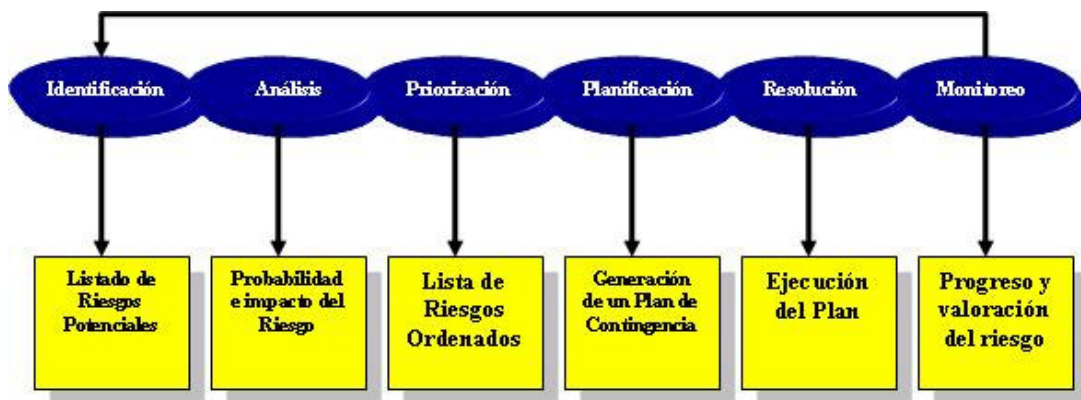 Identificación
Análisis
Priorización
Planificación
Resolución
Monitoreo
Listado de
Riesgos
Potenciales
Probabilidad
e impacto del
Riesgo
Lista de
Riesgos
Ordenados
Generación
de un Plan de
Contingencia
Ejecución
del Plan
Progreso y
valoración
del riesgo